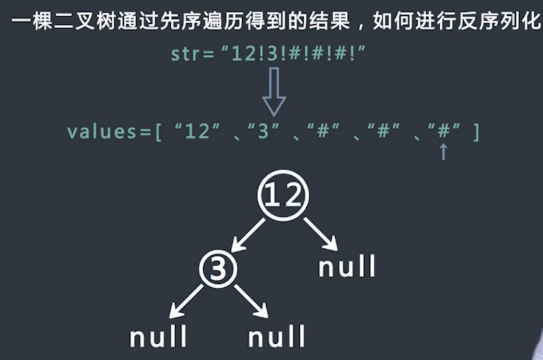 一棵二叉树通过先序遍历得到的结果，如何进行反序列化
str=“12!3!#!#!#!”
values=[ “12” 、“3” 、“#” 、“#” 、“#” ]
12
3
null
null
null